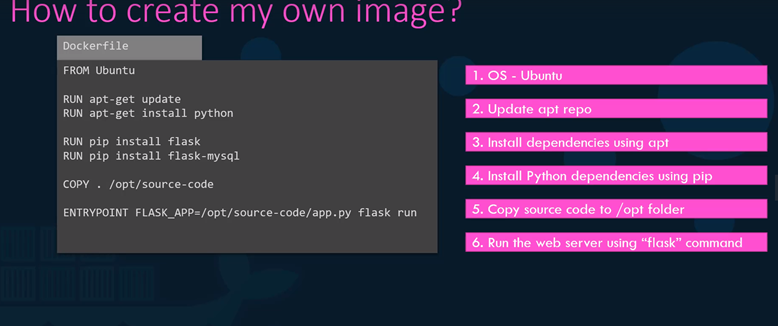 How to create my own image?
Dockerfile
FROM Ubuntu
RUN apt-get update
RUN apt-get install python
RUN pip install flask
RUN pip install flask-mysql
COPY . /opt/source-code
ENTRYPOINT FLASK_APP=/opt/source-code/app.py flask run
1. OS - Ubuntu
2. Update apt repo
3. Install dependencies using apt
4. Install Python dependencies using pip
5. Copy source code to /opt folder
6. Run the web server using “flask” command